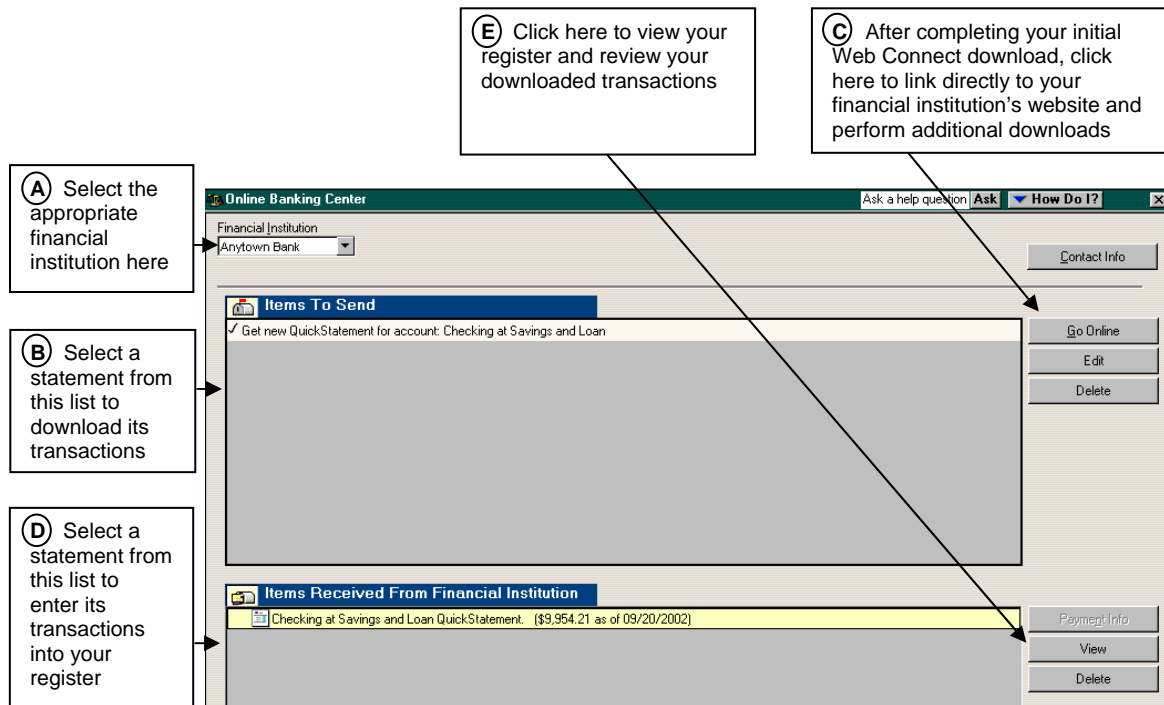 (E) Click here to view your
register and review your
downloaded transactions
(C) After completing your initial
Web Connect download, click
here to link directly to your
financial institution's website and
perform additional downloads
(A) Select the
appropriate
financial
institution here
Online Banking Center
Ask a help question Ask How Do I?
Financial Institution
Anytown Bank
Contact Info
Items To Send
✓ Get new QuickStatement for account: Checking at Savings and Loan
Go Online
Edit
Delete
(B) Select a
statement from
this list to
download its
transactions
(D) Select a
statement from
this list to
enter its
transactions
into your
register
Items Received From Financial Institution
Checking at Savings and Loan QuickStatement. ($9,954.21 as of 09/20/2002)
Payment Info
View
Delete